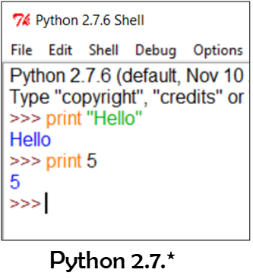 Python 2.7.6 Shell
File Edit Shell Debug Options
Python 2.7.6 (default, Nov 10
Type "copyright", "credits" or
>>> print "Hello"
Hello
>>> print 5
5
>>>
Python 2.7.*